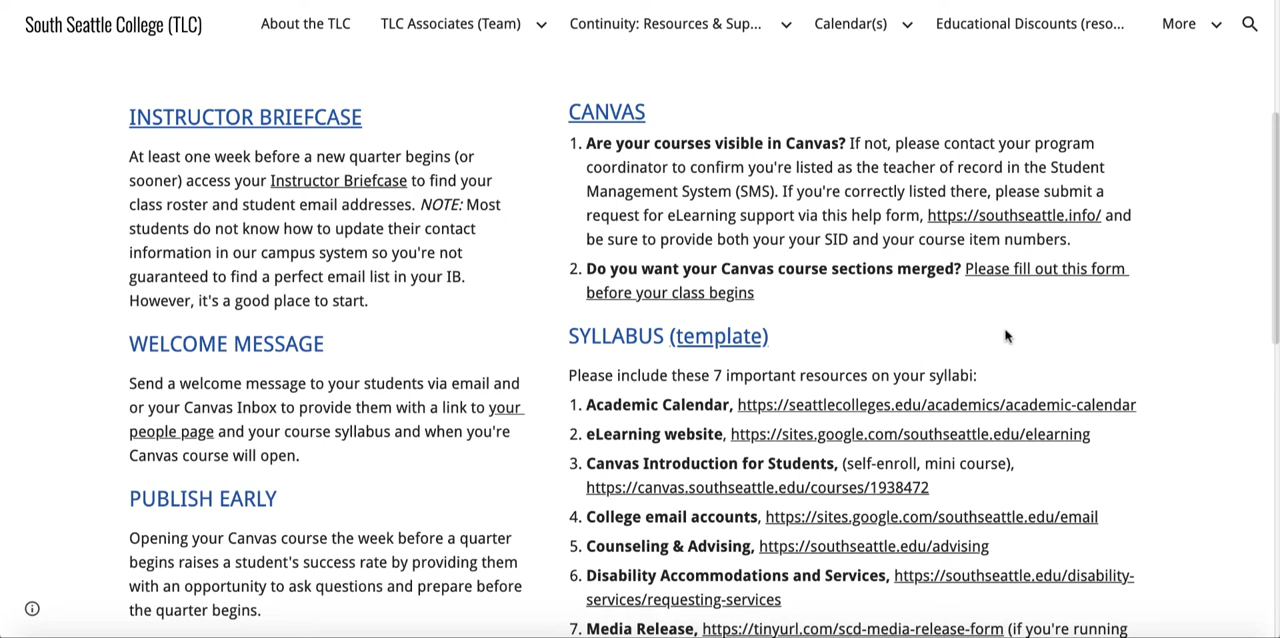 South Seattle College (TLC)
About the TLC
TLC Associates (Team)
Continuity: Resources & Sup...
Calendar(s)
Educational Discounts (reso...
More
INSTRUCTOR BRIEFCASE
At least one week before a new quarter begins (or
sooner) access your Instructor Briefcase to find your
class roster and student email addresses. NOTE: Most
students do not know how to update their contact
information in our campus system so you're not
guaranteed to find a perfect email list in your IB.
However, it's a good place to start.
WELCOME MESSAGE
Send a welcome message to your students via email and
or your Canvas Inbox to provide them with a link to your
people page and your course syllabus and when you're
Canvas course will open.
PUBLISH EARLY
Opening your Canvas course the week before a quarter
begins raises a student's success rate by providing them
with an opportunity to ask questions and prepare before
the quarter begins.
CANVAS
1. Are your courses visible in Canvas? If not, please contact your program
coordinator to confirm you're listed as the teacher of record in the Student
Management System (SMS). If you're correctly listed there, please submit a
request for eLearning support via this help form, https://southseattle.info/ and
be sure to provide both your your SID and your course item numbers.
2. Do you want your Canvas course sections merged? Please fill out this form
before your class begins
SYLLABUS (template)
Please include these 7 important resources on your syllabi:
1. Academic Calendar, https://seattlecolleges.edu/academics/academic-calendar
2. eLearning website, https://sites.google.com/southseattle.edu/elearning
3. Canvas Introduction for Students, (self-enroll, mini course),
https://canvas.southseattle.edu/courses/1938472
4. College email accounts, https://sites.google.com/southseattle.edu/email
5. Counseling & Advising, https://southseattle.edu/advising
6. Disability Accommodations and Services, https://southseattle.edu/disability-
services/requesting-services
7. Media Release, https://tinyurl.com/scd-media-release-form (if you're running